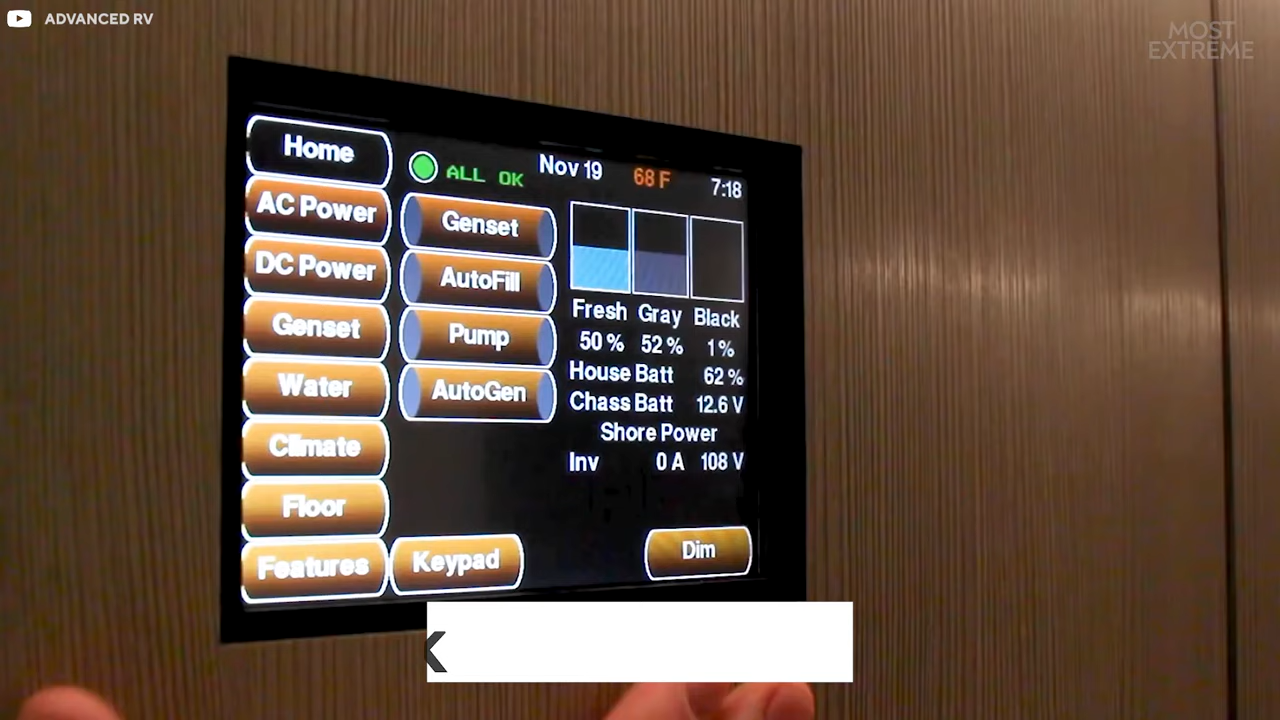 ADVANCED RV
MOST
EXTREME
Home
AC Power
DC Power
Genset
Water
Climate
Floor
Features
ALL OK
Nov 19
68 F
7:18
Genset
AutoFill
Pump
AutoGen
Fresh Gray Black
50 % 52 % 1 %
House Batt 62 %
Chass Batt 12.6 V
Shore Power
Inv 0 A 108 V
Keypad
Dim